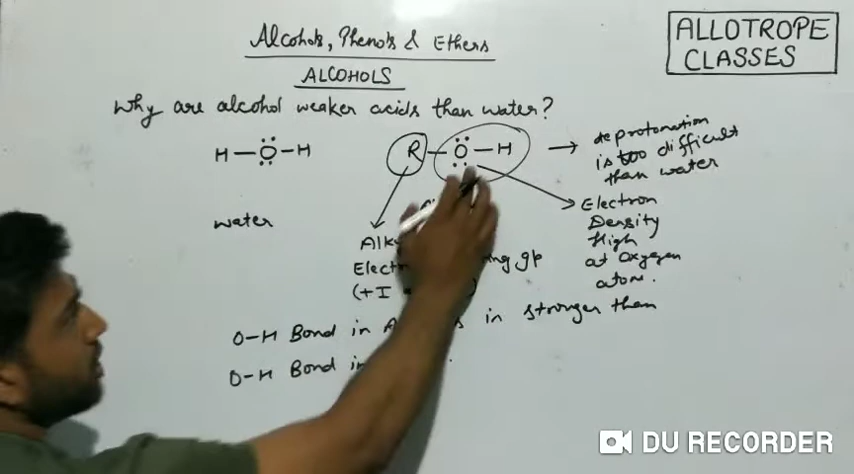 Alcohols, Phenols & Ethers
ALLOTROPE
CLASSES
ALCOHOLS
Why are alcohol weaker acids than water?
H—O—H
R—O—H
deprotonation
is too difficult
than water
water
Electron
Density
High
at oxygen
atom.
gp
(+I
O-H Bond in in stronger than
O-H Bond in
DU RECORDER